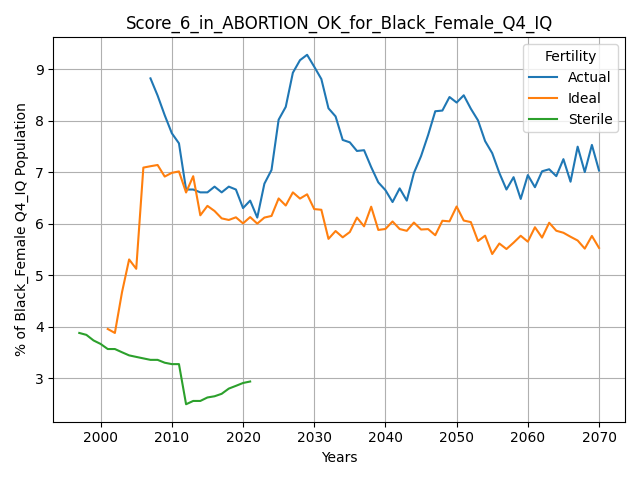 Score_6_in_ABORTION_OK_for_Black_Female_Q4_IQ
Fertility
Actual
Ideal
Sterile
% of Black_Female Q4_IQ Population
9
8
7
6
5
4
3
2000 2010 2020 2030 2040 2050 2060 2070
Years